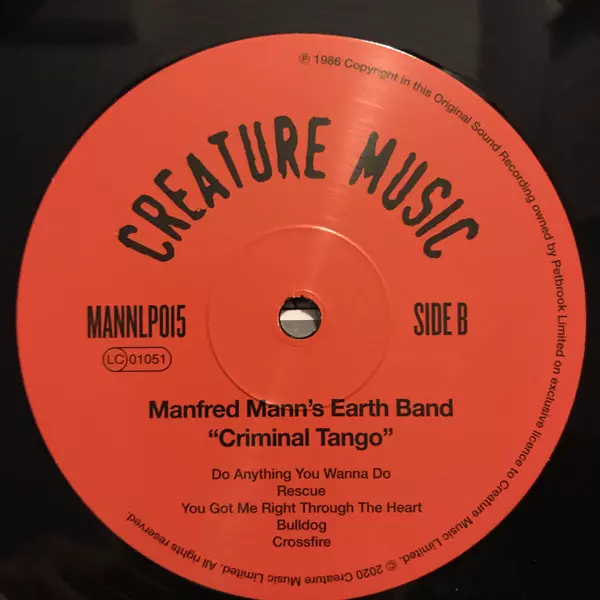 ℗ 1986 Copyright in this Original Sound Recording owned by Petbrook Limited on exclusive licence to Creature Music Limited. © 2020 Creature Music Limited. All rights reserved.
CREATURE MUSIC
MANNLP015
SIDE B
LC 01051
Manfred Mann's Earth Band
“Criminal Tango”
Do Anything You Wanna Do
Rescue
You Got Me Right Through The Heart
Bulldog
Crossfire